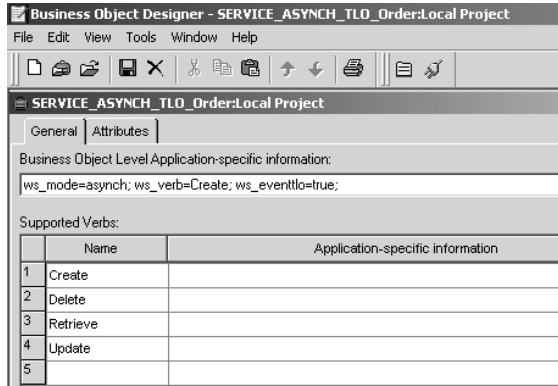 Business Object Designer - SERVICE_ASYNCH_TLO_Order:Local Project
File Edit View Tools Window Help
SERVICE_ASYNCH_TLO_Order:Local Project
General Attributes
Business Object Level Application-specific information:
ws_mode=asynch; ws_verb=Create; ws_eventtlo=true;
Supported Verbs:
Name Application-specific information
1 Create
2 Delete
3 Retrieve
4 Update
5